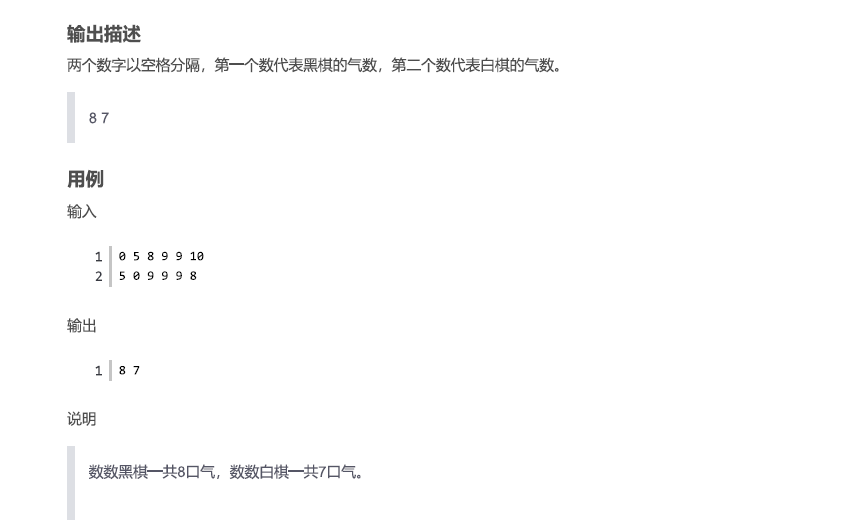 输出描述
两个数字以空格分隔，第一个数代表黑棋的气数，第二个数代表白棋的气数。
8 7
用例
输入
1 0 5 8 9 9 10
2 5 0 9 9 9 8
输出
1 8 7
说明
数数黑棋一共8口气，数数白棋一共7口气。